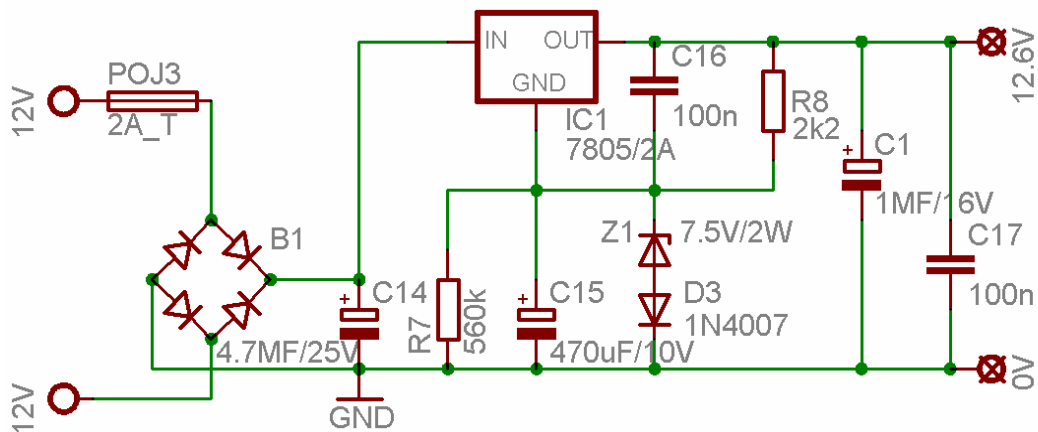 POJ3
2A_T
12V
12V
B1
IN
OUT
GND
IC1
7805/2A
C16
100n
R8
2k2
C1
1MF/16V
C17
100n
12.6V
0V
Z1
7.5V/2W
D3
1N4007
C14
4.7MF/25V
R7
560k
C15
470uF/10V
GND